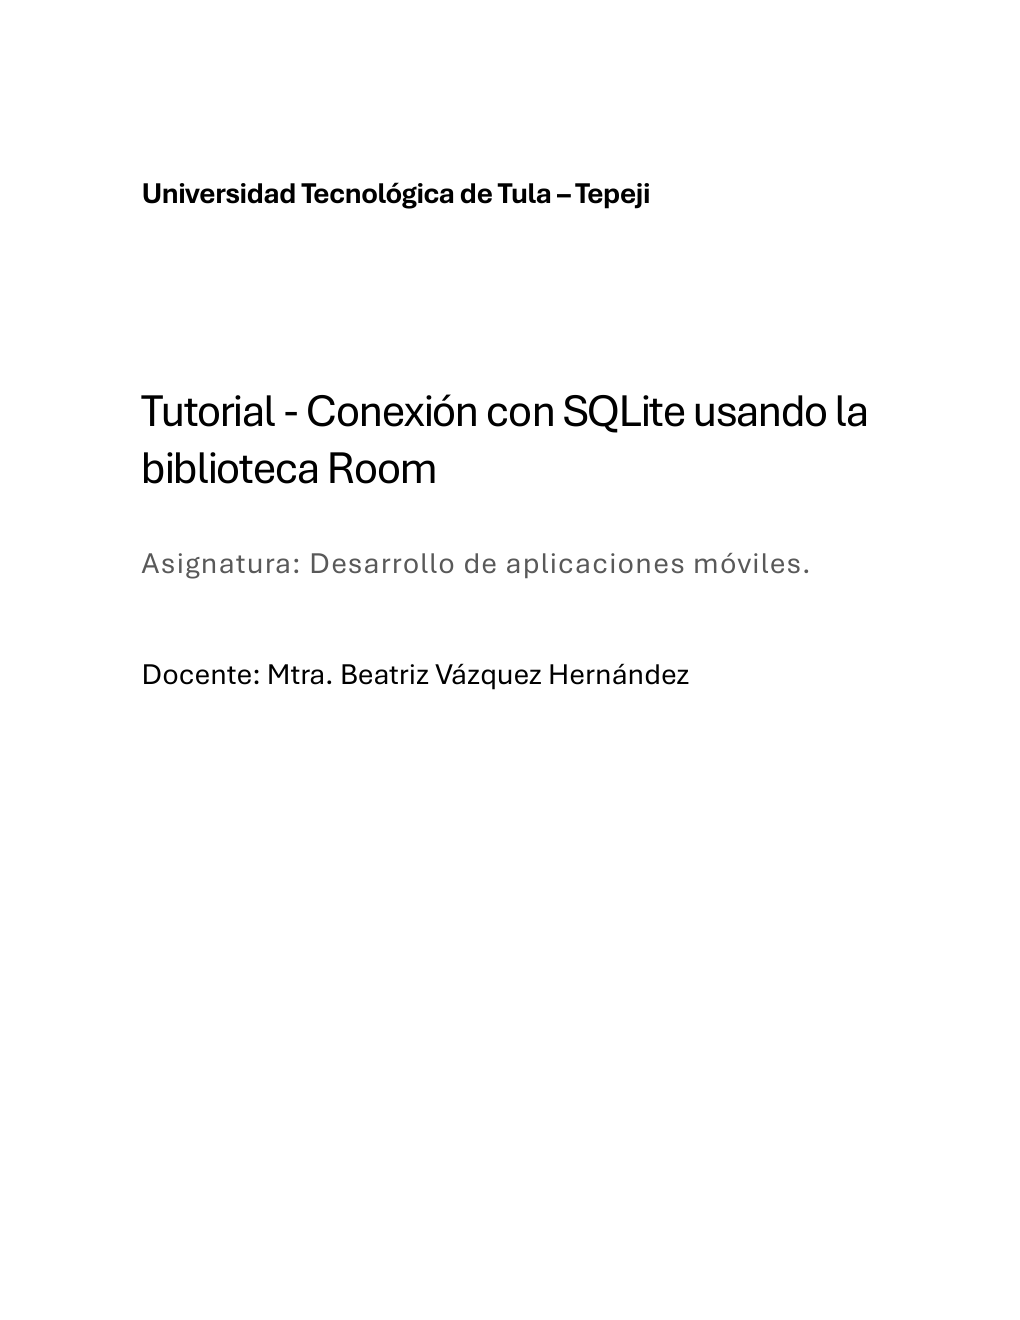 Universidad Tecnológica de Tula – Tepeji
Tutorial - Conexión con SQLite usando la
biblioteca Room
Asignatura: Desarrollo de aplicaciones móviles.
Docente: Mtra. Beatriz Vázquez Hernández